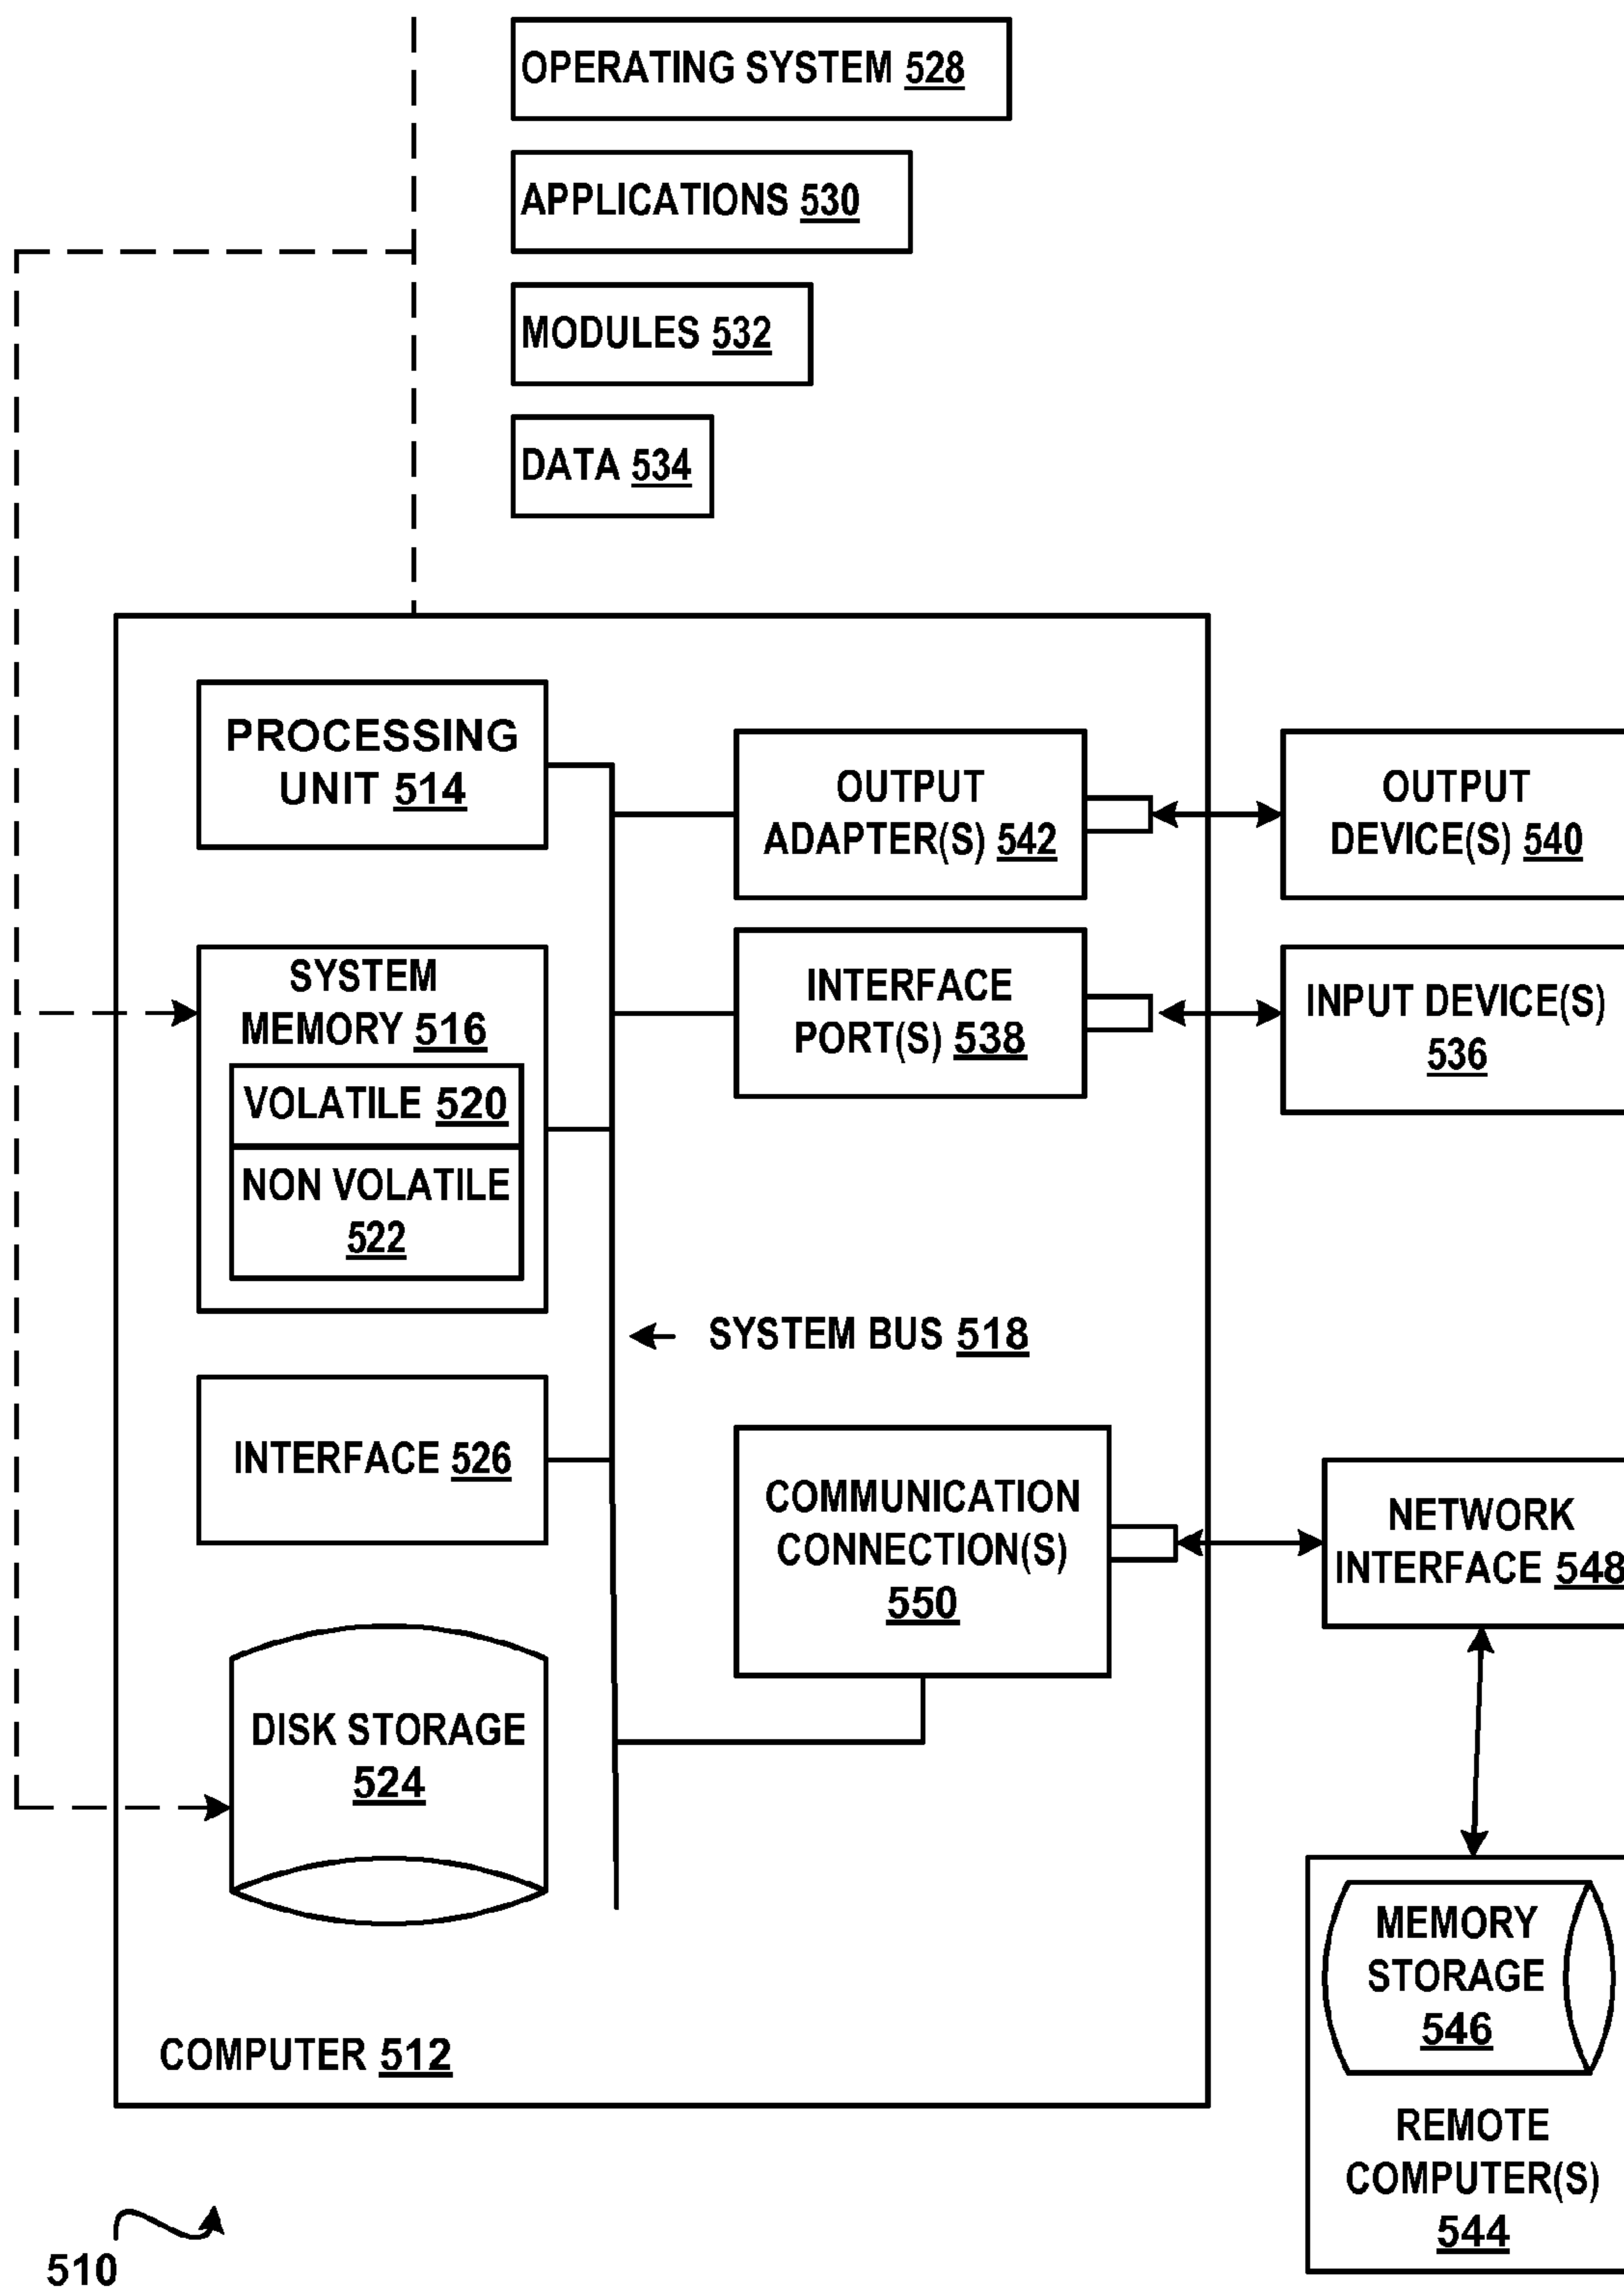 OPERATING SYSTEM 528
APPLICATIONS 530
MODULES 532
DATA 534
PROCESSING
UNIT 514
OUTPUT
ADAPTER(S) 542
OUTPUT
DEVICE(S) 540
SYSTEM
MEMORY 516
VOLATILE 520
NON VOLATILE
522
INTERFACE
PORT(S) 538
INPUT DEVICE(S)
536
SYSTEM BUS 518
INTERFACE 526
COMMUNICATION
CONNECTION(S)
550
NETWORK
INTERFACE 548
DISK STORAGE
524
MEMORY
STORAGE
546
REMOTE
COMPUTER(S)
544
COMPUTER 512
510